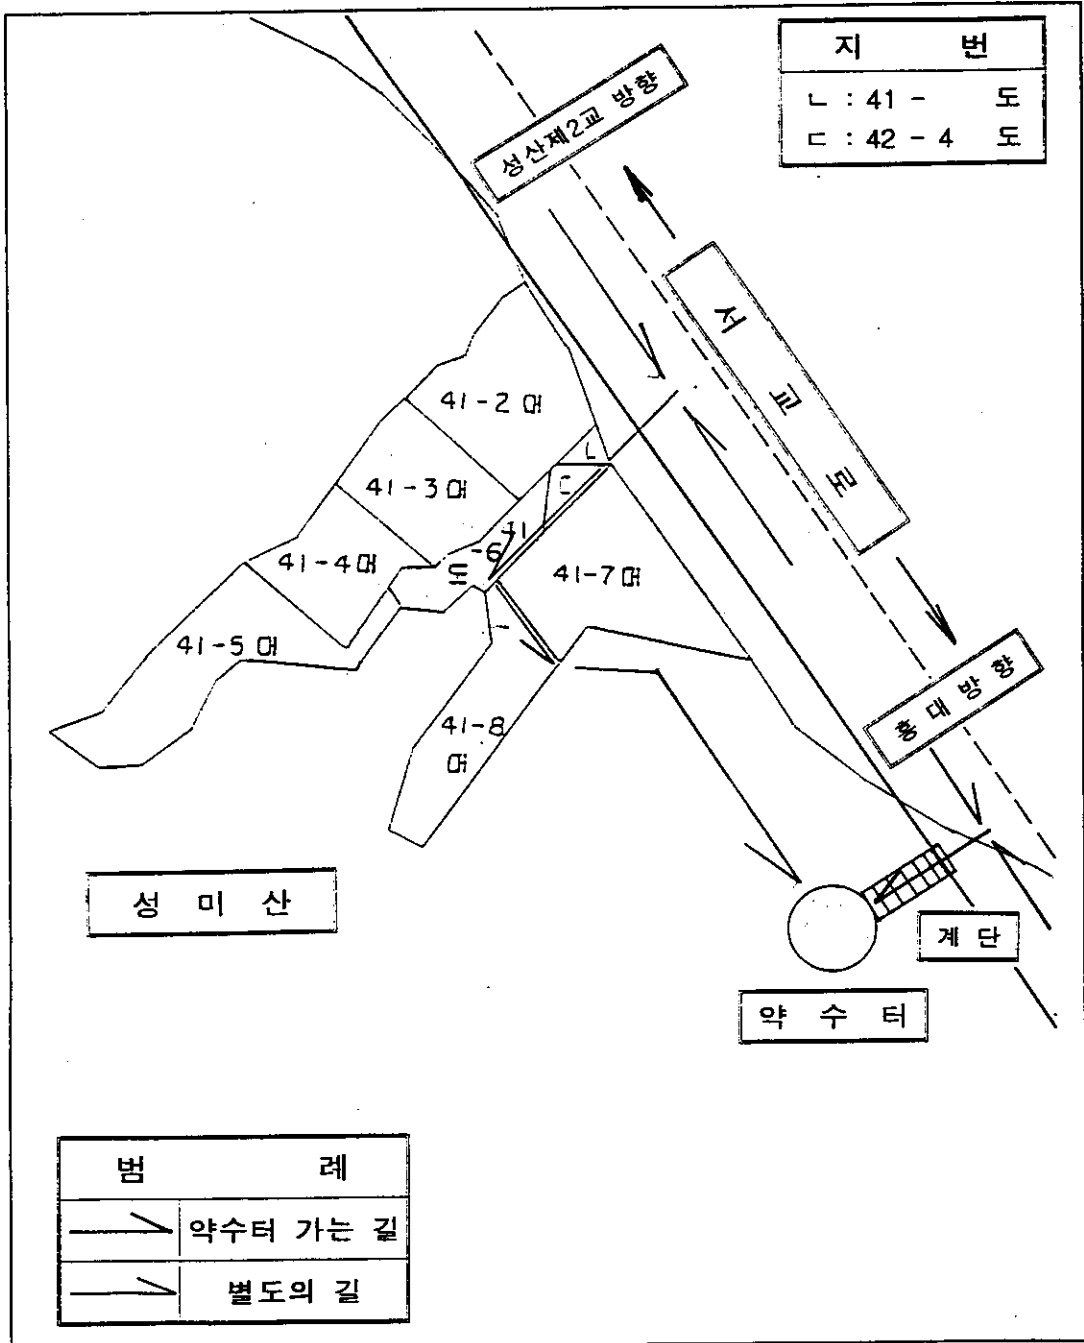 지 번
ㄴ : 41 - 도
ㄷ : 42 - 4 도
성산제2교 방향
서교로
41-2 대
ㄴ
ㄷ
41-3 대
41-4 대
-6
도
41-7 대
41-5 대
41-8
대
홍대방향
성 미 산
계 단
약 수 터
범 례
약수터 가는 길
별도의 길